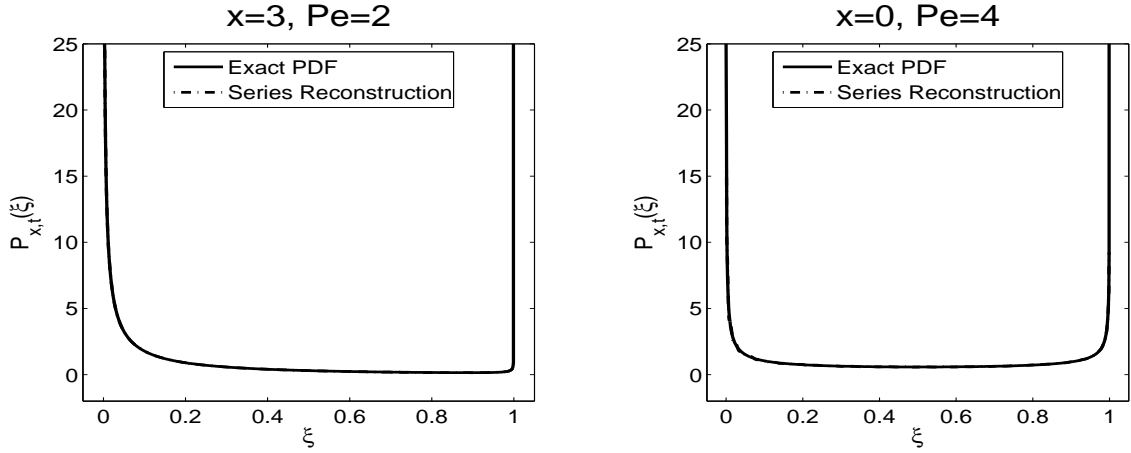 x=3, Pe=2
25
20
15
10
5
0
P_{x,t}(ξ)
Exact PDF
Series Reconstruction
0 0.2 0.4 0.6 0.8 1
ξ
x=0, Pe=4
25
20
15
10
5
0
P_{x,t}(ξ)
Exact PDF
Series Reconstruction
0 0.2 0.4 0.6 0.8 1
ξ